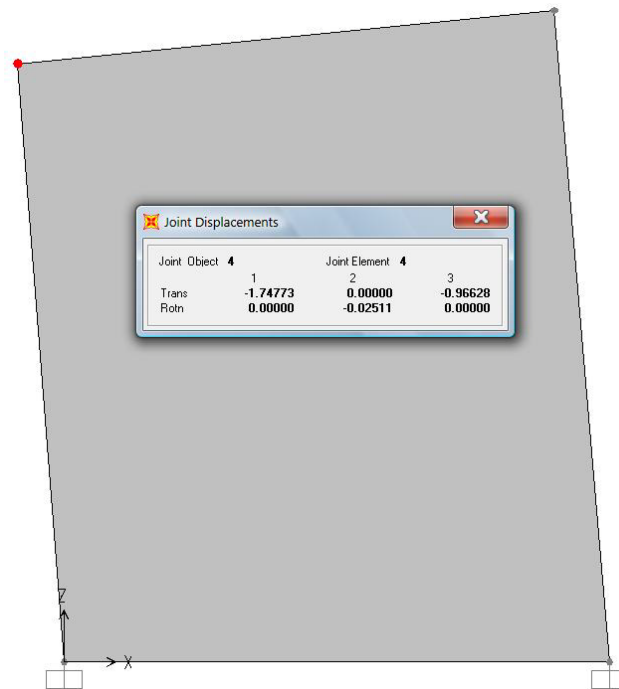 Joint Displacements
Joint Object 4 Joint Element 4
1 2 3
Trans -1.74773 0.00000 -0.96628
Rotn 0.00000 -0.02511 0.00000
Z
X